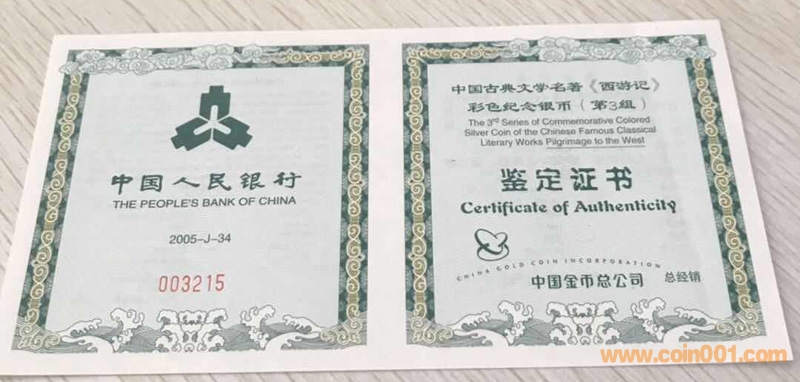 中国人民银行
THE PEOPLE'S BANK OF CHINA
2005-J-34
003215
中国古典文学名著《西游记》
彩色纪念银币（第3组）
The 3rd Series of Commemorative Colored
Silver Coin of the Chinese Famous Classical
Literary Works Pilgrimage to the West
鉴定证书
Certificate of Authenticity
CHINA GOLD COIN INCORPORATION
中国金币总公司 总经销
www.coin001.com